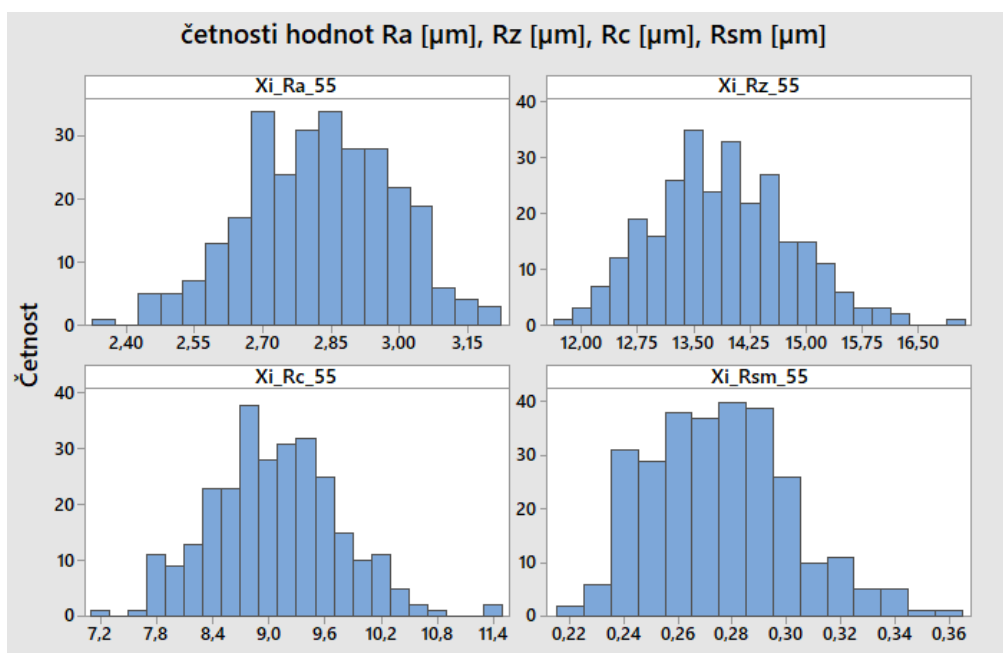 četnosti hodnot Ra [μm], Rz [μm], Rc [μm], Rsm [μm]
Četnost
Xi_Ra_55
30
20
10
0
2,40 2,55 2,70 2,85 3,00 3,15
Xi_Rz_55
40
30
20
10
0
12,00 12,75 13,50 14,25 15,00 15,75 16,50
Xi_Rc_55
40
30
20
10
0
7,2 7,8 8,4 9,0 9,6 10,2 10,8 11,4
Xi_Rsm_55
40
30
20
10
0
0,22 0,24 0,26 0,28 0,30 0,32 0,34 0,36